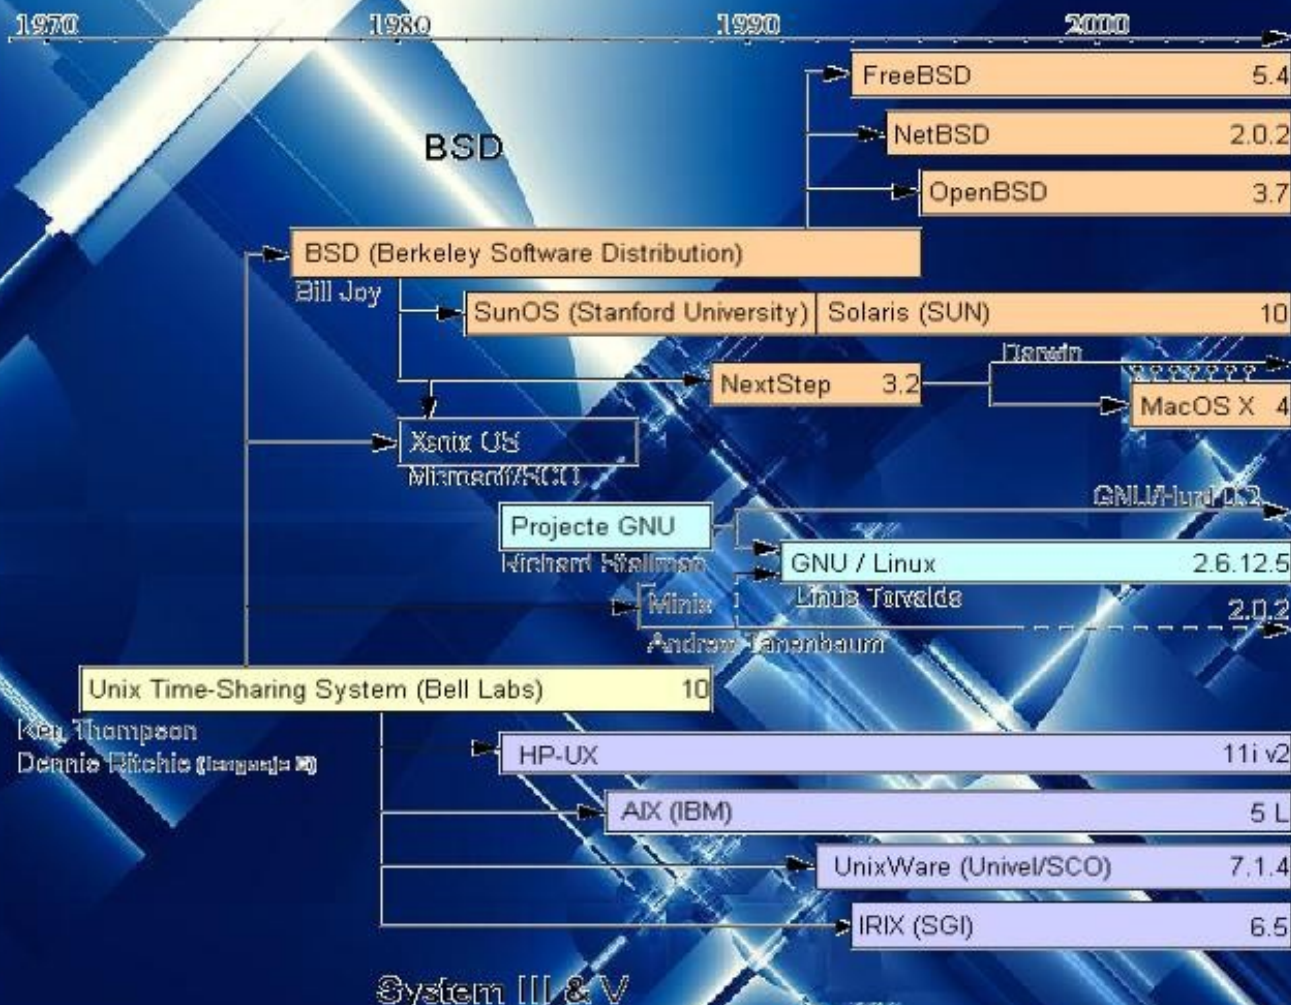 1970 1980 1990 2000
FreeBSD 5.4
BSD
NetBSD 2.0.2
OpenBSD 3.7
BSD (Berkeley Software Distribution)
Bill Joy
SunOS (Stanford University) Solaris (SUN) 10
Darwin
NextStep 3.2
MacOS X 4
Xenix OS
Microsoft/SCO
GNU/Hurd 0.2
Projecte GNU
Richard Stallman
GNU / Linux 2.6.12.5
Linus Torvalds
Minix 2.0.2
Andrew Tanenbaum
Unix Time-Sharing System (Bell Labs) 10
Ken Thompson
Dennis Ritchie
HP-UX 11i v2
AIX (IBM) 5 L
UnixWare (Univel/SCO) 7.1.4
IRIX (SGI) 6.5
System III & V